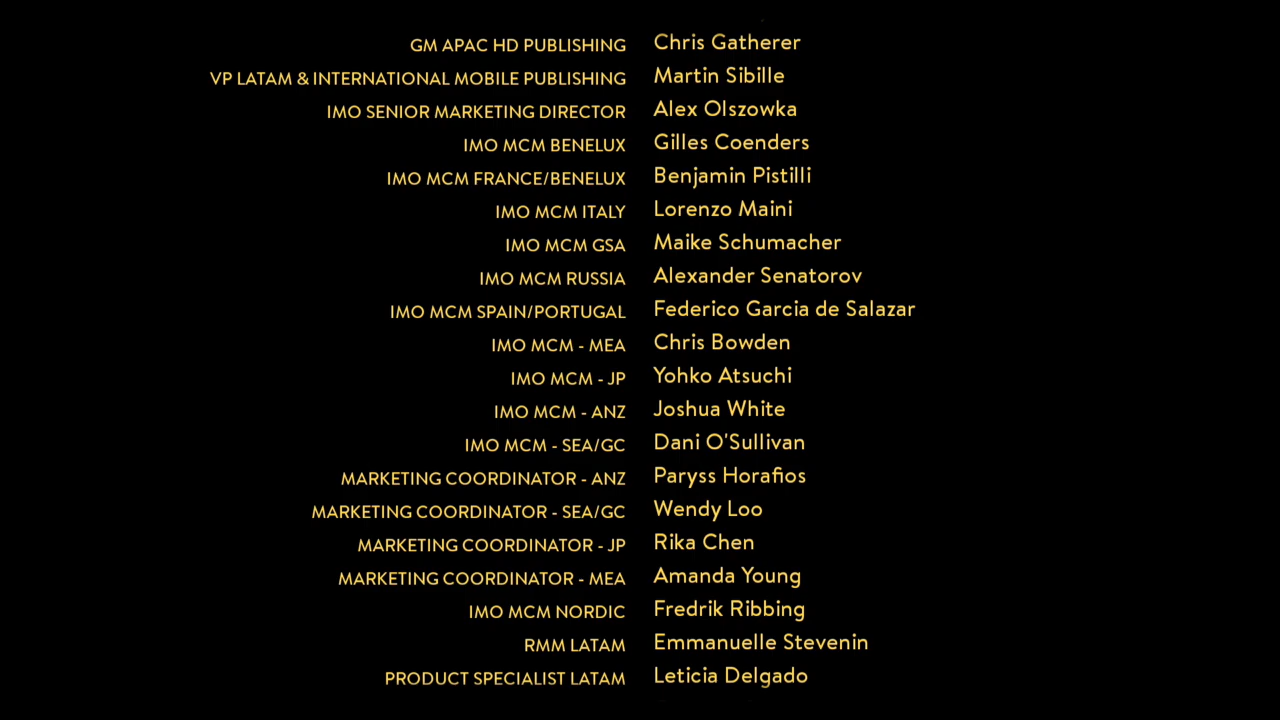 GM APAC HD PUBLISHING Chris Gatherer
VP LATAM & INTERNATIONAL MOBILE PUBLISHING Martin Sibille
IMO SENIOR MARKETING DIRECTOR Alex Olszowka
IMO MCM BENELUX Gilles Coenders
IMO MCM FRANCE/BENELUX Benjamin Pistilli
IMO MCM ITALY Lorenzo Maini
IMO MCM GSA Maike Schumacher
IMO MCM RUSSIA Alexander Senatorov
IMO MCM SPAIN/PORTUGAL Federico Garcia de Salazar
IMO MCM - MEA Chris Bowden
IMO MCM - JP Yohko Atsuchi
IMO MCM - ANZ Joshua White
IMO MCM - SEA/GC Dani O'Sullivan
MARKETING COORDINATOR - ANZ Paryss Horafios
MARKETING COORDINATOR - SEA/GC Wendy Loo
MARKETING COORDINATOR - JP Rika Chen
MARKETING COORDINATOR - MEA Amanda Young
IMO MCM NORDIC Fredrik Ribbing
RMM LATAM Emmanuelle Stevenin
PRODUCT SPECIALIST LATAM Leticia Delgado